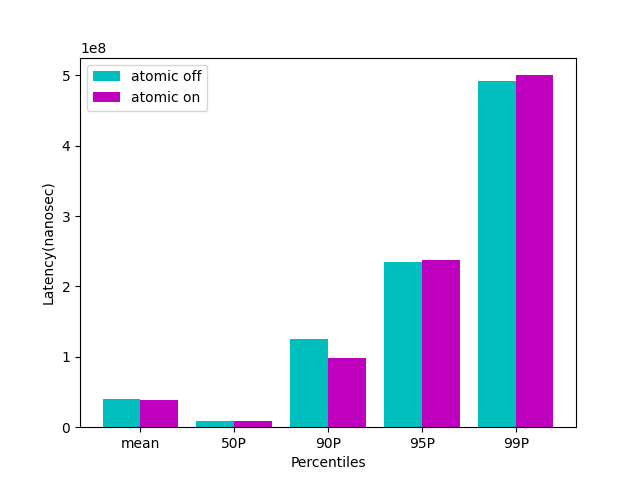 1e8
atomic off
atomic on
5
4
3
2
1
0
Latency(nanosec)
mean 50P 90P 95P 99P
Percentiles